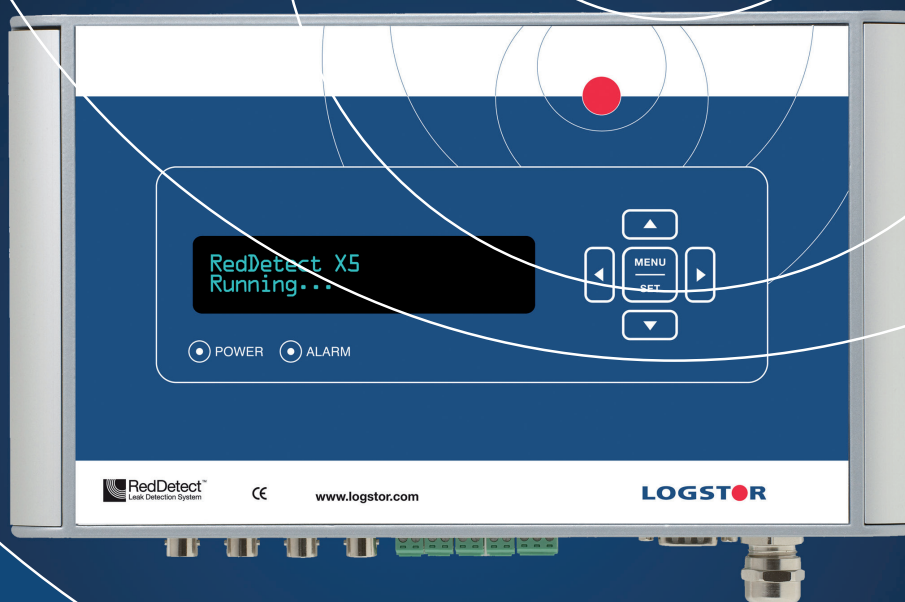 RedDetect X5
Running...
MENU
SET
POWER
ALARM
RedDetect™
Leak Detection System
CE
www.logstor.com
LOGSTOR